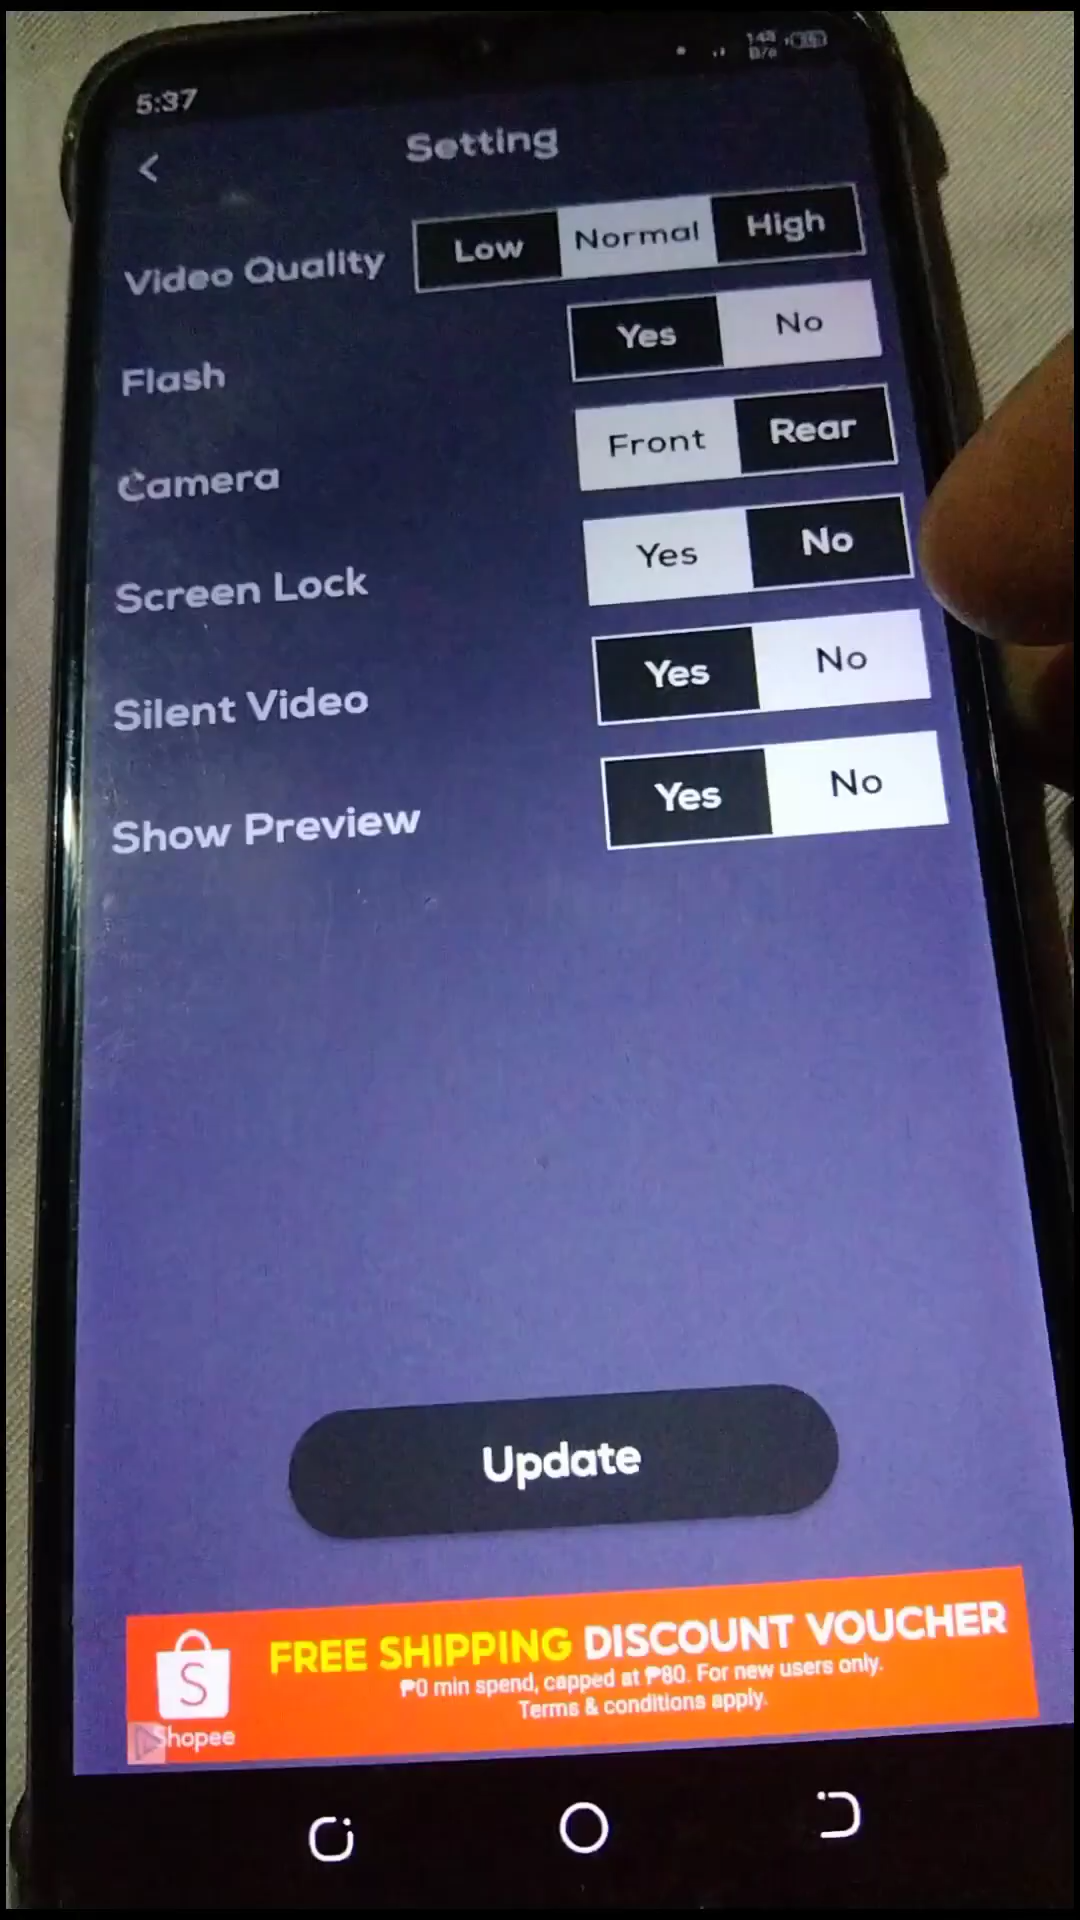 5:37
Setting
Video Quality Low Normal High
Flash Yes No
Camera Front Rear
Screen Lock Yes No
Silent Video Yes No
Show Preview Yes No
Update
FREE SHIPPING DISCOUNT VOUCHER
₱0 min spend, capped at ₱80. For new users only.
Terms & conditions apply.
Shopee